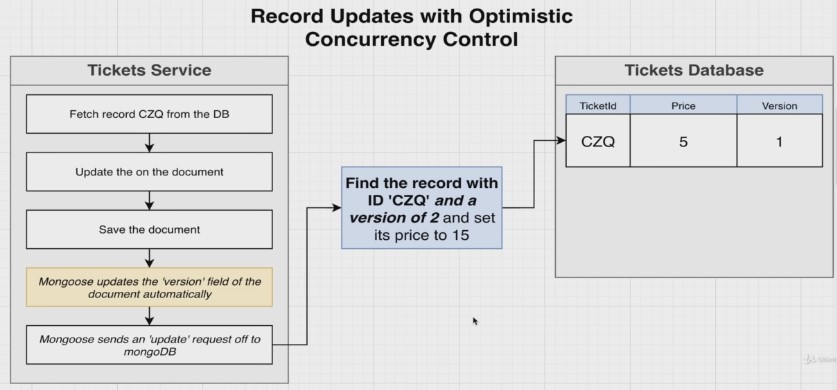 Record Updates with Optimistic
Concurrency Control
Tickets Service
Fetch record CZQ from the DB
Update the on the document
Save the document
Mongoose updates the 'version' field of the
document automatically
Mongoose sends an 'update' request off to
mongoDB
Find the record with
ID 'CZQ' and a
version of 2 and set
its price to 15
Tickets Database
TicketId Price Version
CZQ 5 1